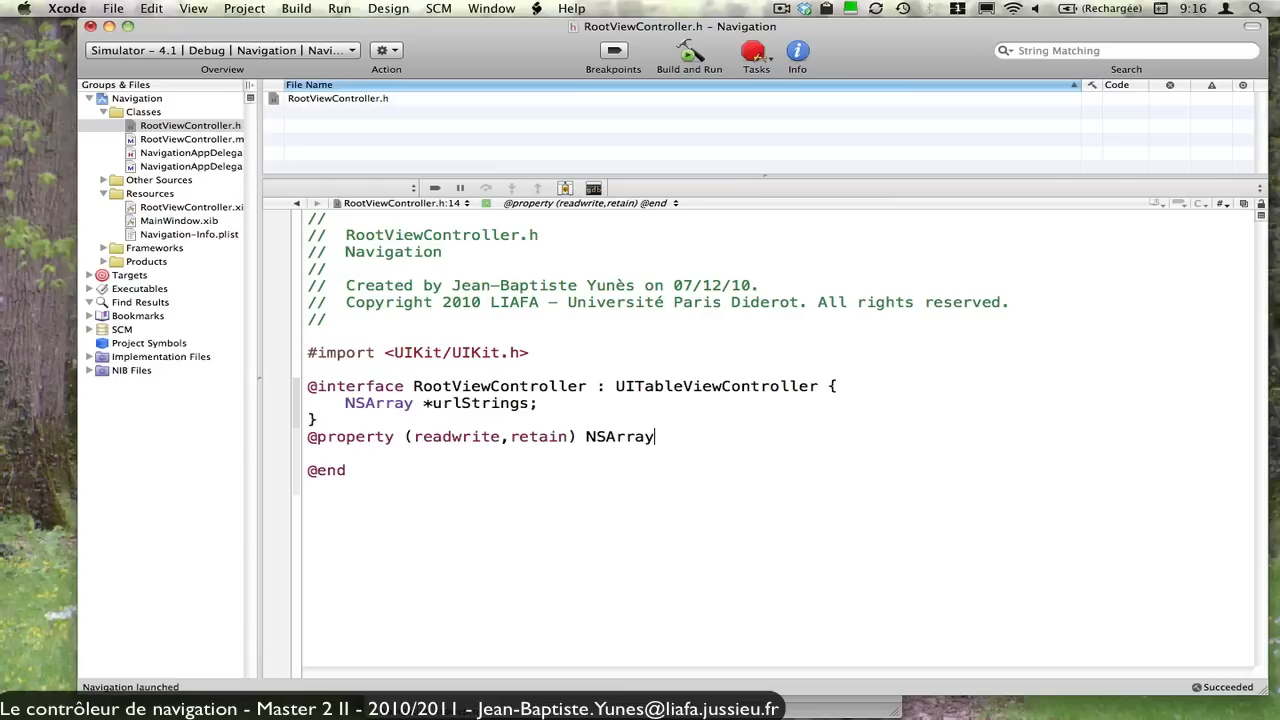 Xcode File Edit View Project Build Run Design SCM Window Help (Rechargée) 9:16
RootViewController.h - Navigation
Simulator - 4.1 | Debug | Navigation | Navi... String Matching
Overview Action Breakpoints Build and Run Tasks Info Search
Groups & Files File Name Code
Navigation RootViewController.h
Classes
RootViewController.h
RootViewController.m
NavigationAppDelega
NavigationAppDelega
Other Sources
Resources
RootViewController.xi
MainWindow.xib
Navigation-Info.plist
Frameworks
Products
Targets
Executables
Find Results
Bookmarks
SCM
Project Symbols
Implementation Files
NIB Files
gdb
RootViewController.h:14 @property (readwrite,retain) @end C #
//
// RootViewController.h
// Navigation
//
// Created by Jean-Baptiste Yunès on 07/12/10.
// Copyright 2010 LIAFA - Université Paris Diderot. All rights reserved.
//
#import <UIKit/UIKit.h>
@interface RootViewController : UITableViewController {
NSArray *urlStrings;
}
@property (readwrite,retain) NSArray
@end
Navigation launched Succeeded
Le contrôleur de navigation - Master 2 II - 2010/2011 - Jean-Baptiste.Yunes@liafa.jussieu.fr